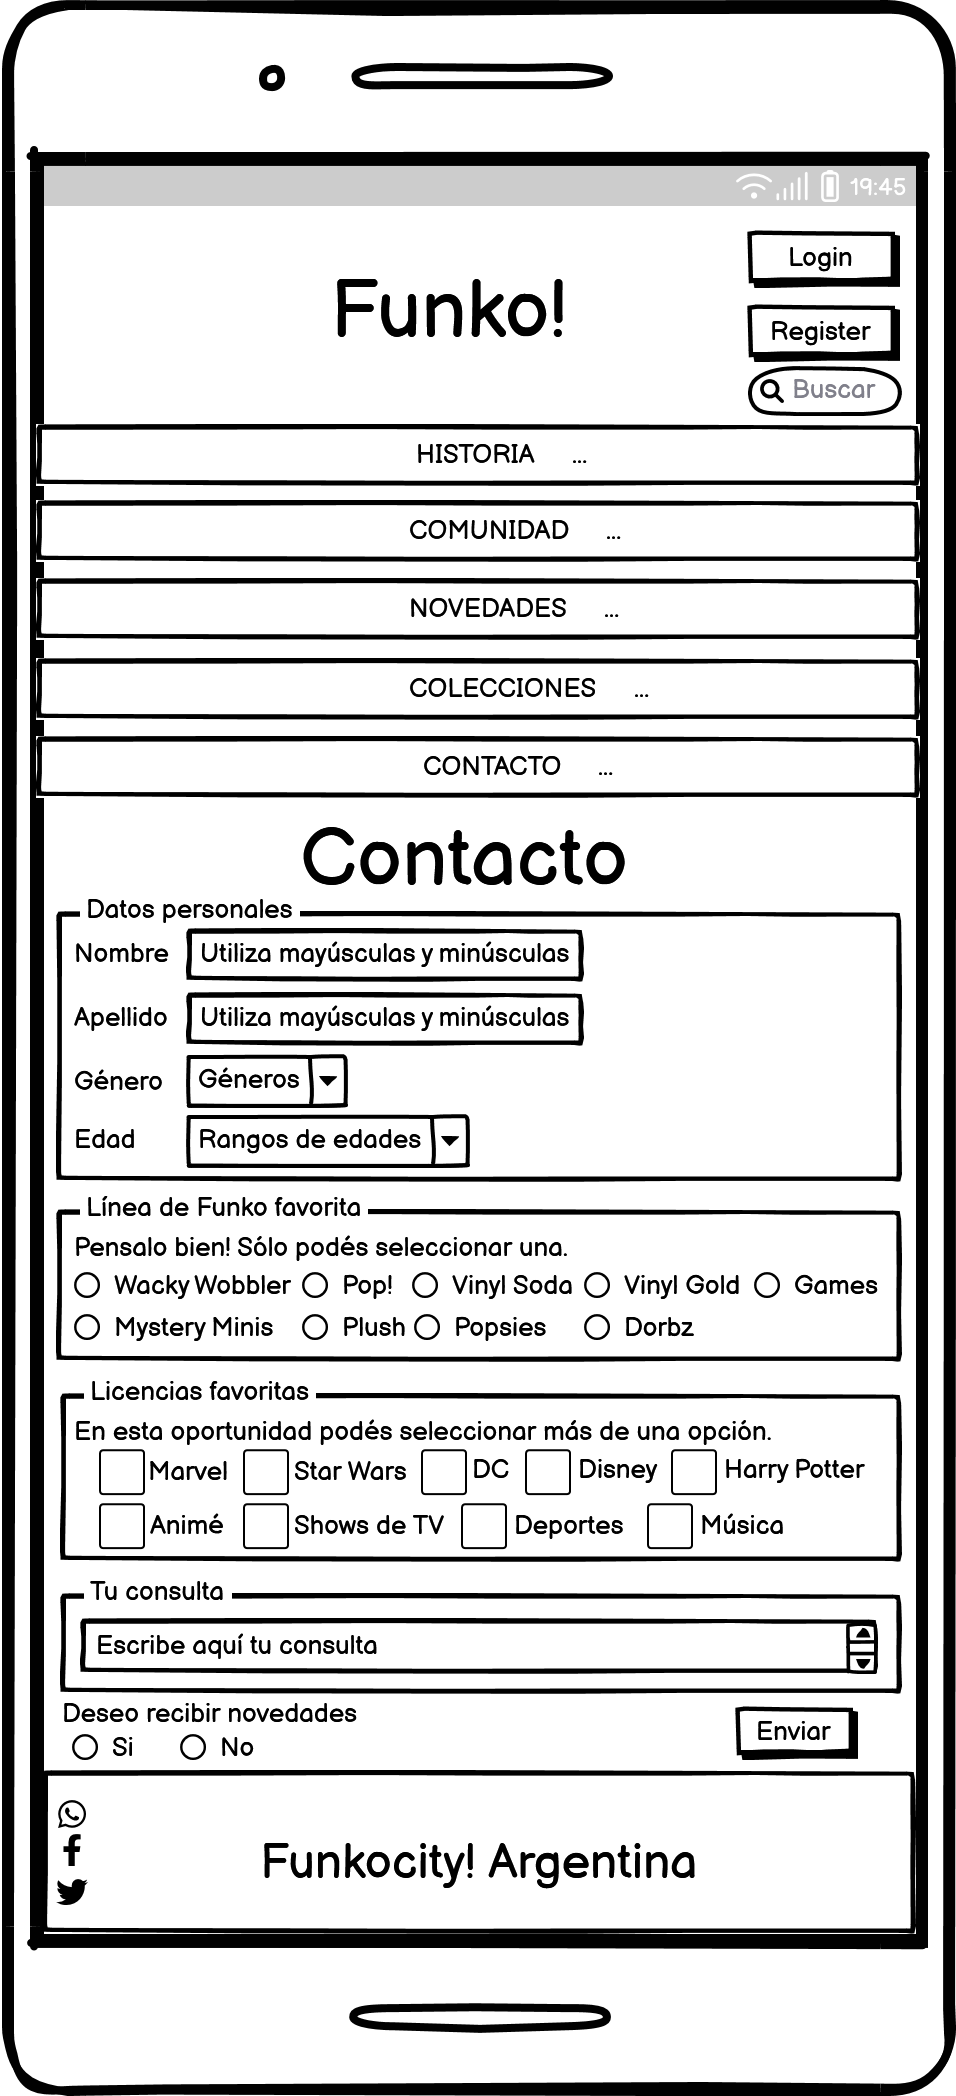 19:45
Login
Funko!
Register
Buscar
HISTORIA ...
COMUNIDAD ...
NOVEDADES ...
COLECCIONES ...
CONTACTO ...
Contacto
Datos personales
Nombre Utiliza mayúsculas y minúsculas
Apellido Utiliza mayúsculas y minúsculas
Género Géneros
Edad Rangos de edades
Línea de Funko favorita
Pensalo bien! Sólo podés seleccionar una.
Wacky Wobbler Pop! Vinyl Soda Vinyl Gold Games
Mystery Minis Plush Popsies Dorbz
Licencias favoritas
En esta oportunidad podés seleccionar más de una opción.
Marvel Star Wars DC Disney Harry Potter
Animé Shows de TV Deportes Música
Tu consulta
Escribe aquí tu consulta
Deseo recibir novedades
Si No
Enviar
Funkocity! Argentina